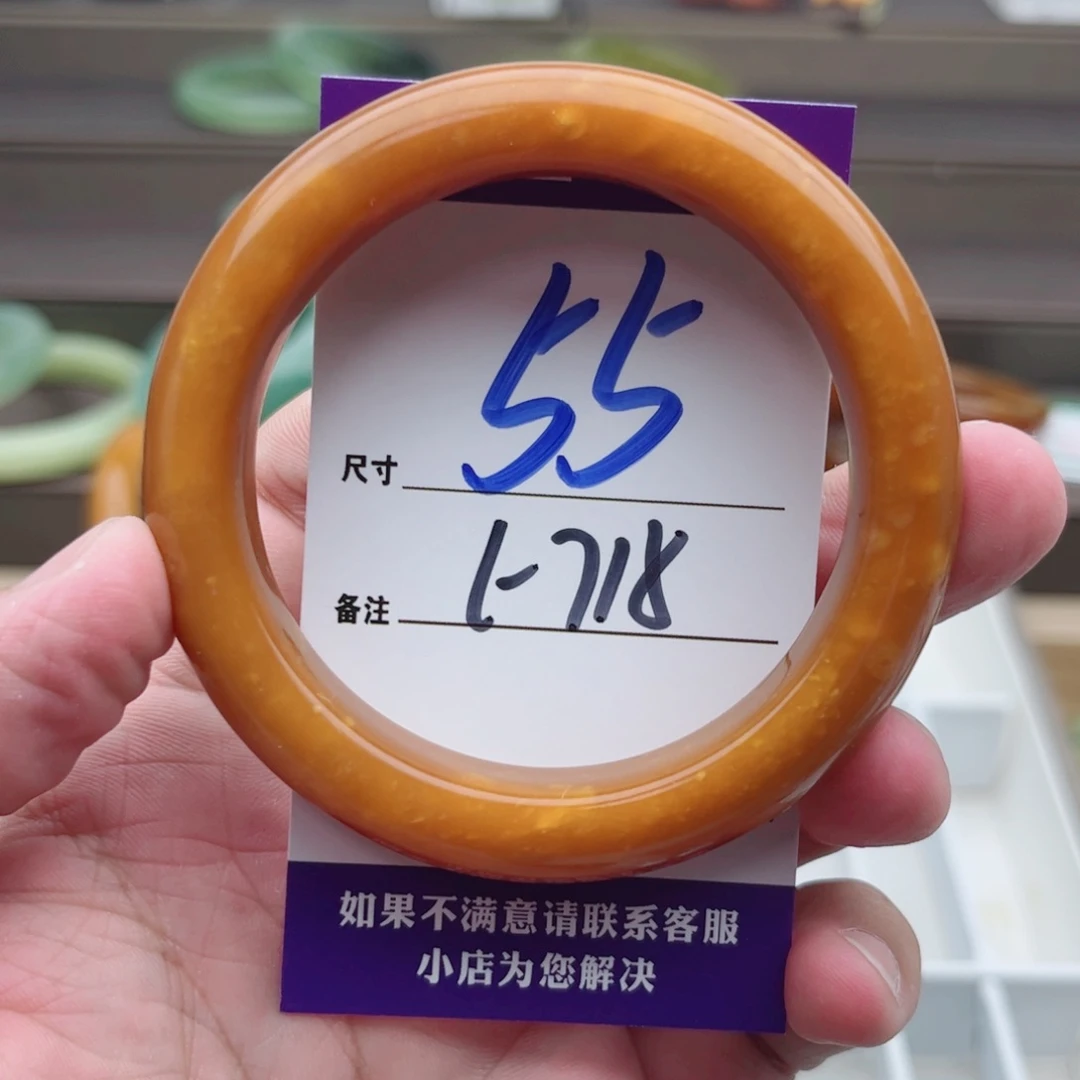 尺寸 55
备注 1-718
如果不满意请联系客服
小店为您解决